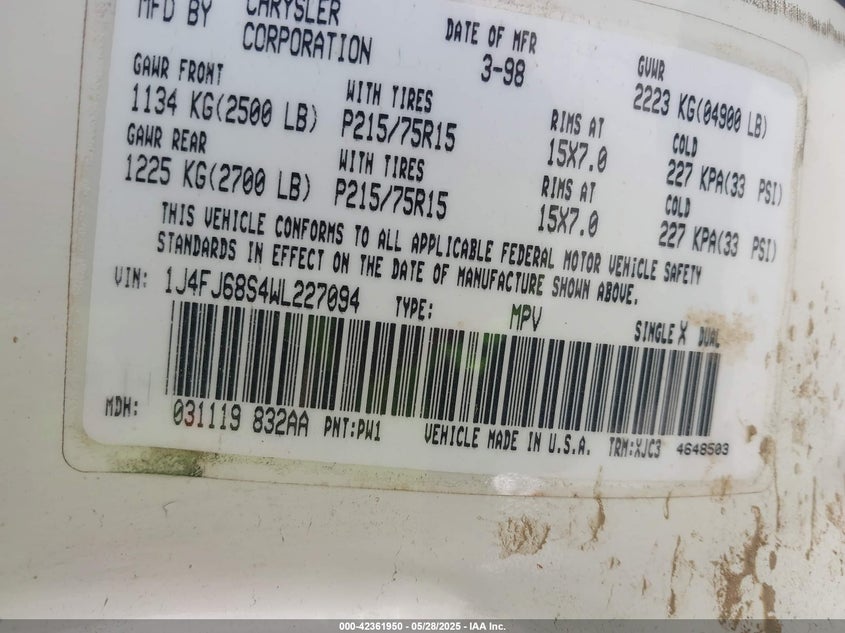 MFD BY CHRYSLER CORPORATION DATE OF MFR 3-98 GVWR 2223 KG(04900 LB)
GAWR FRONT WITH TIRES RIMS AT COLD
1134 KG(2500 LB) P215/75R15 15X7.0 227 KPA(33 PSI)
GAWR REAR WITH TIRES RIMS AT COLD
1225 KG(2700 LB) P215/75R15 15X7.0 227 KPA(33 PSI)
THIS VEHICLE CONFORMS TO ALL APPLICABLE FEDERAL MOTOR VEHICLE SAFETY
STANDARDS IN EFFECT ON THE DATE OF MANUFACTURE SHOWN ABOVE.
VIN: 1J4FJ68S4WL227094 TYPE: MPV SINGLE X DUAL
MDH: 031119 832AA PNT:PW1 VEHICLE MADE IN U.S.A. TRM:XJC3 4648503
000-42361950 — 05/28/2025 — IAA Inc.